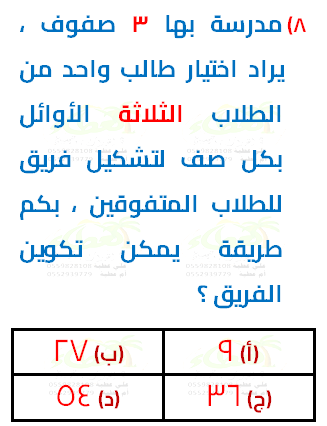 ٨) مدرسة بها ٣ صفوف ،
يراد اختيار طالب واحد من
الطلاب الثلاثة الأوائل
بكل صف لتشكيل فريق
للطلاب المتفوقين ، بكم
طريقة يمكن تكوين
الفريق ؟
(أ) ٩ (ب) ٢٧
(ج) ٣٦ (د) ٥٤